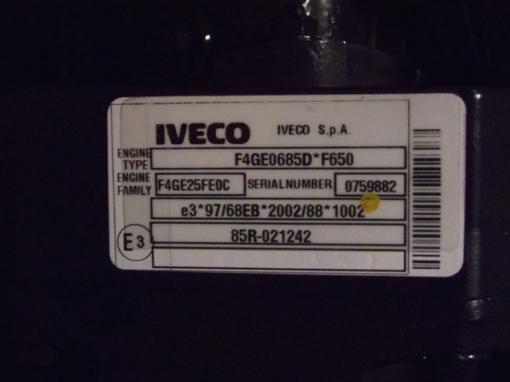 IVECO IVECO S.p.A.
ENGINE TYPE F4GE0685D*F650
ENGINE FAMILY F4GE25FE0C SERIAL NUMBER 0759882
e3*97/68EB*2002/88*1002
E3 85R-021242